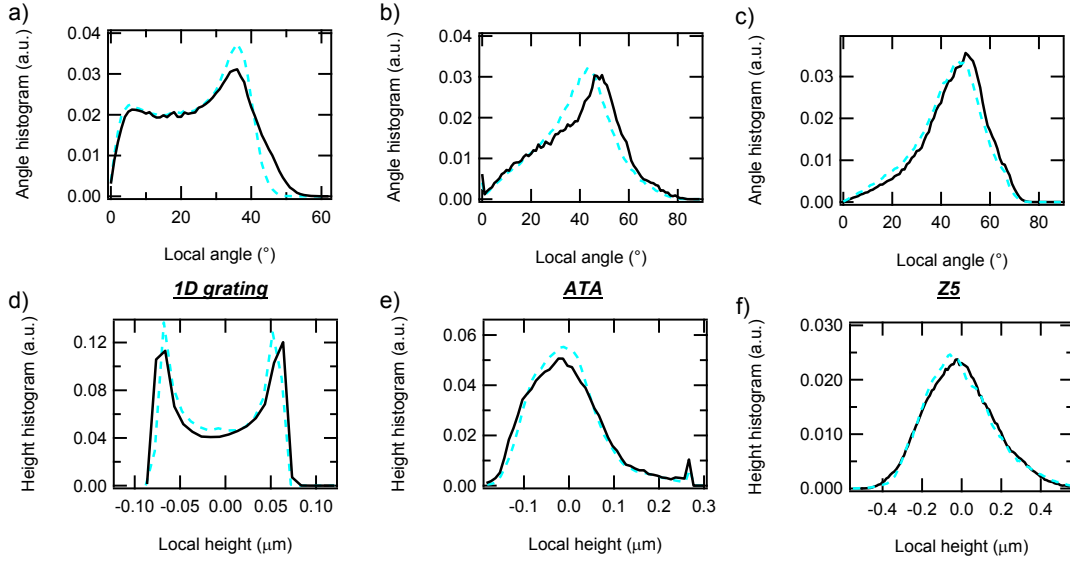 a)
b)
c)
Angle histogram (a.u.)
0.04
0.03
0.02
0.01
0.00
0
20
40
60
Local angle (°)
Angle histogram (a.u.)
0.04
0.03
0.02
0.01
0.00
0
20
40
60
80
Local angle (°)
Angle histogram (a.u.)
0.03
0.02
0.01
0.00
0
20
40
60
80
Local angle (°)
1D grating
ATA
Z5
d)
e)
f)
Height histogram (a.u.)
0.12
0.08
0.04
0.00
-0.10
-0.05
0.00
0.05
0.10
Local height (μm)
Height histogram (a.u.)
0.06
0.04
0.02
0.00
-0.1
0.0
0.1
0.2
0.3
Local height (μm)
Height histogram (a.u.)
0.030
0.020
0.010
0.000
-0.4
-0.2
0.0
0.2
0.4
Local height (μm)